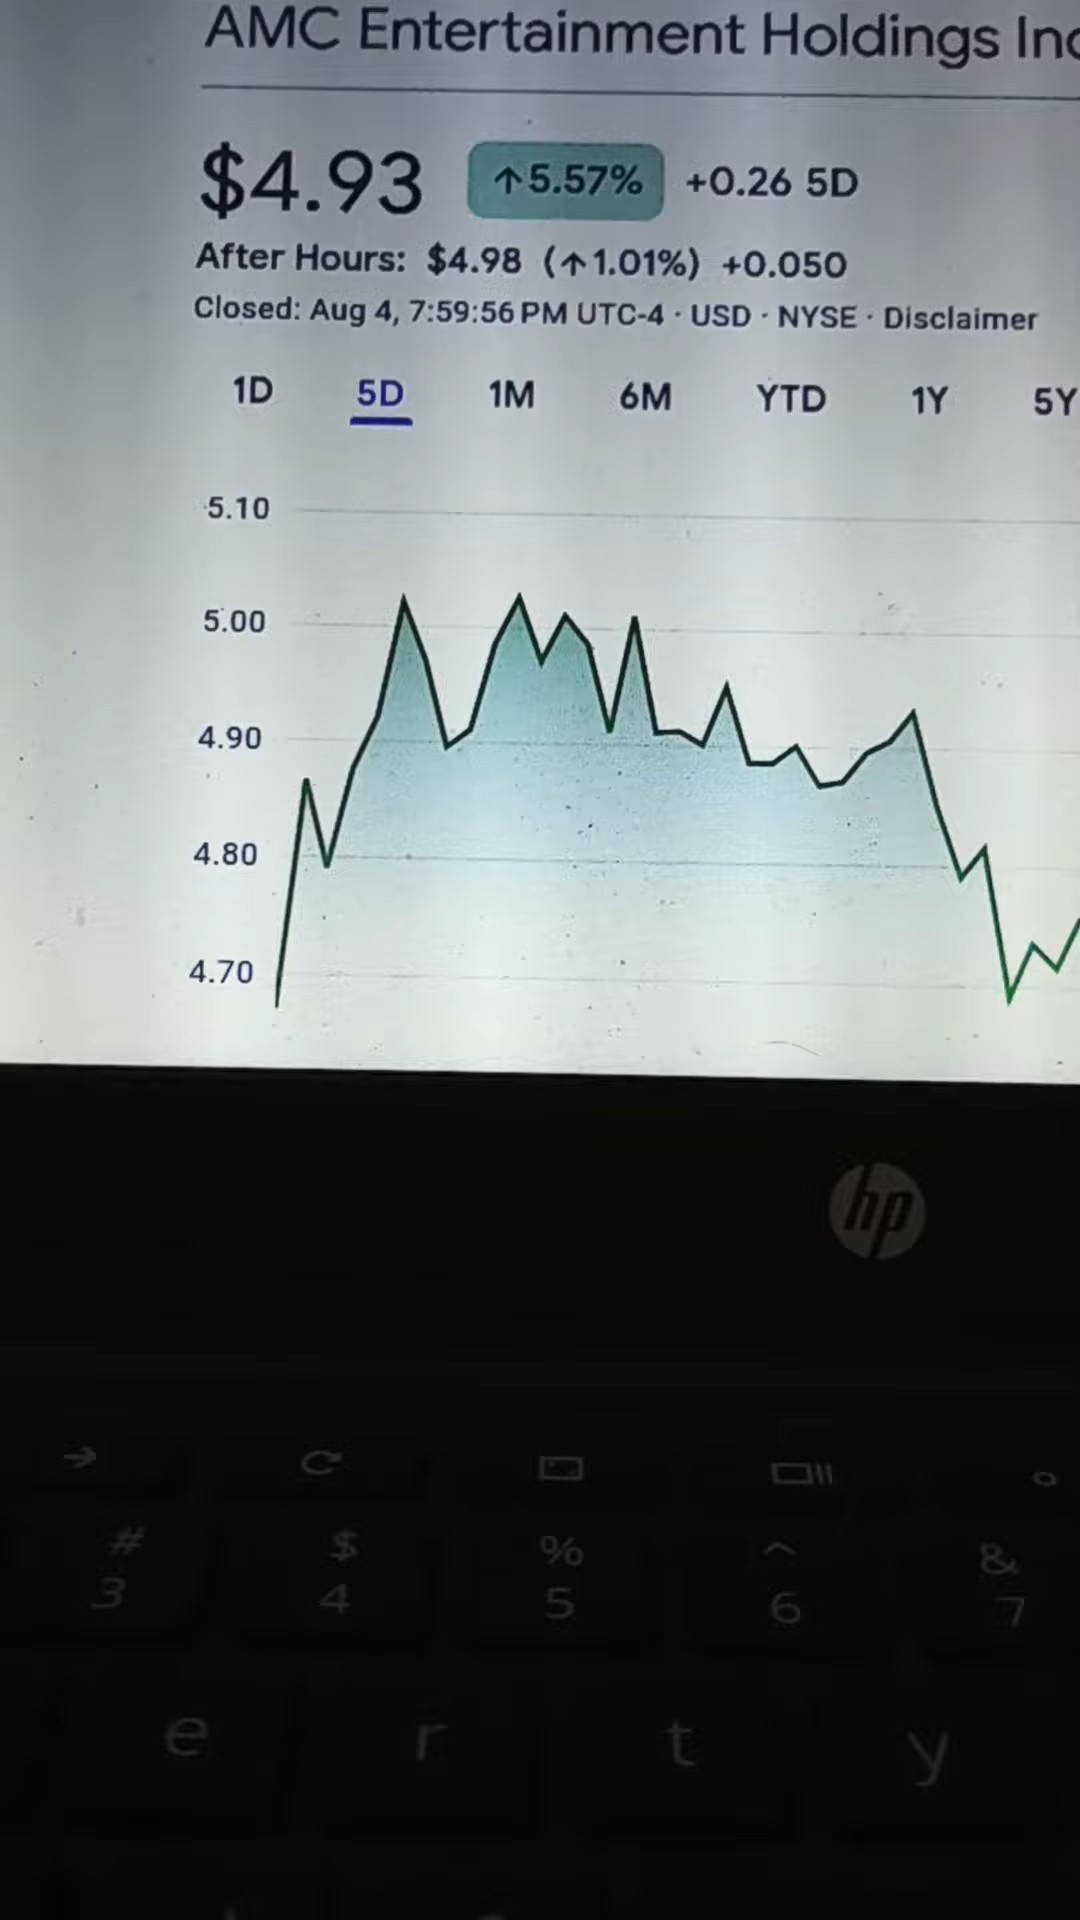 AMC Entertainment Holdings Inc
$4.93 ↑5.57% +0.26 5D
After Hours: $4.98 (↑1.01%) +0.050
Closed: Aug 4, 7:59:56 PM UTC-4 · USD · NYSE · Disclaimer
1D 5D 1M 6M YTD 1Y 5Y
5.10
5.00
4.90
4.80
4.70
hp
# $ % ^ &
3 4 5 6 7
e r t y